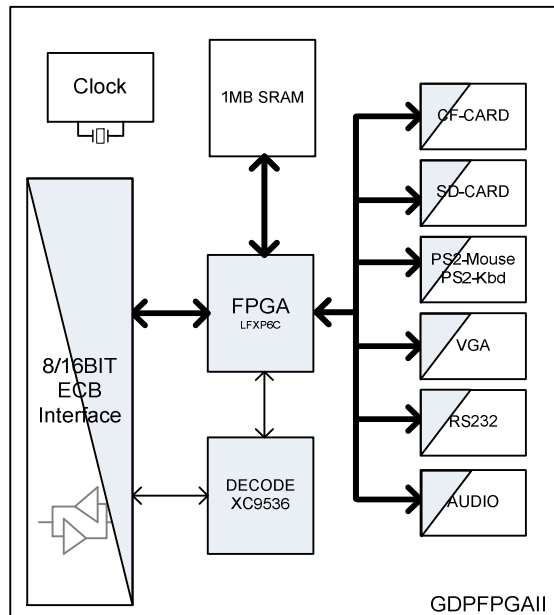 Clock
1MB SRAM
CF-CARD
SD-CARD
PS2-Mouse
PS2-Kbd
FPGA
LFXP6C
VGA
8/16BIT
ECB
Interface
RS232
DECODE
XC9536
AUDIO
GDPFPGAII